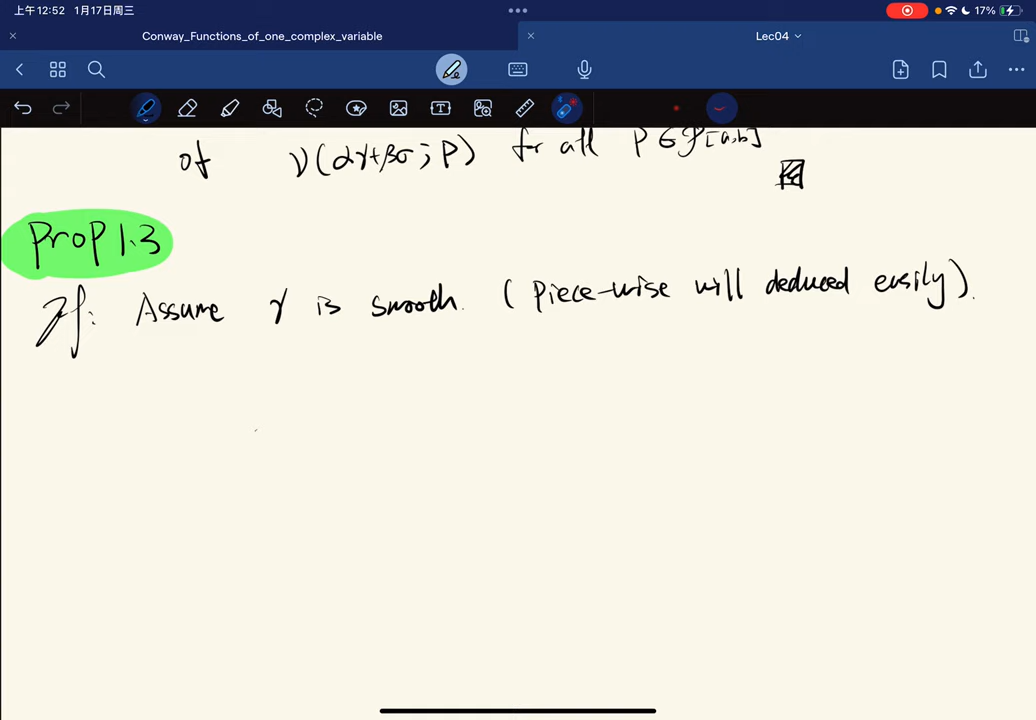 上午12:52 1月17日周三
17%
Conway_Functions_of_one_complex_variable
Lec04
of ν(αγ+βσ; P) for all P∈𝒫[a,b]
Prop 1.3
Pf: Assume γ is smooth. (Piece-wise will deduced easily).